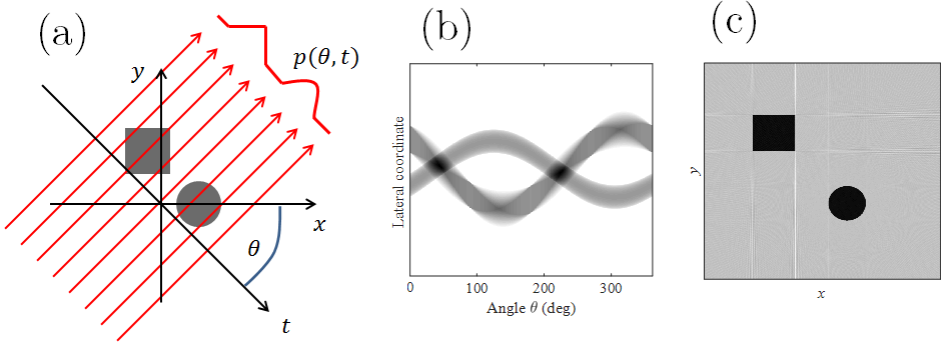 (a)
y
p(θ, t)
x
θ
t
(b)
Lateral coordinate
0 100 200 300
Angle θ (deg)
(c)
y
x